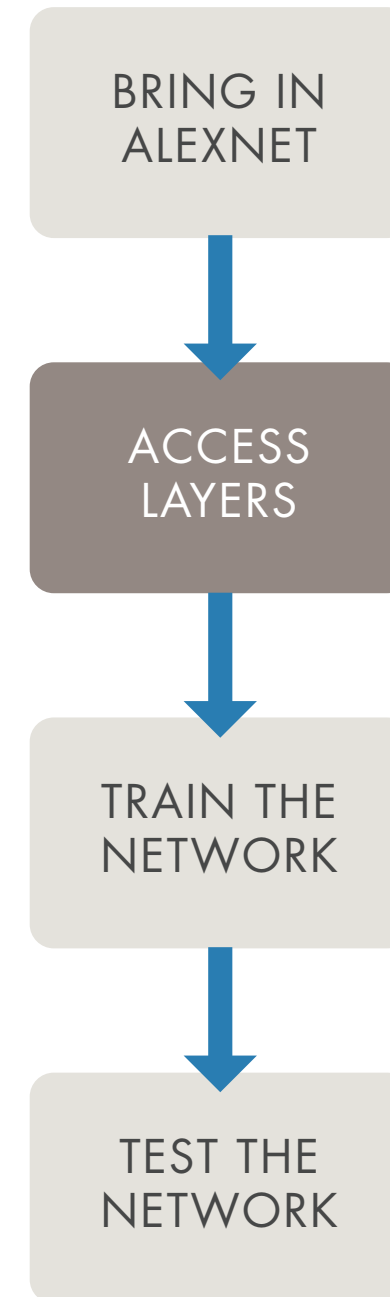 BRING IN
ALEXNET
ACCESS
LAYERS
TRAIN THE
NETWORK
TEST THE
NETWORK